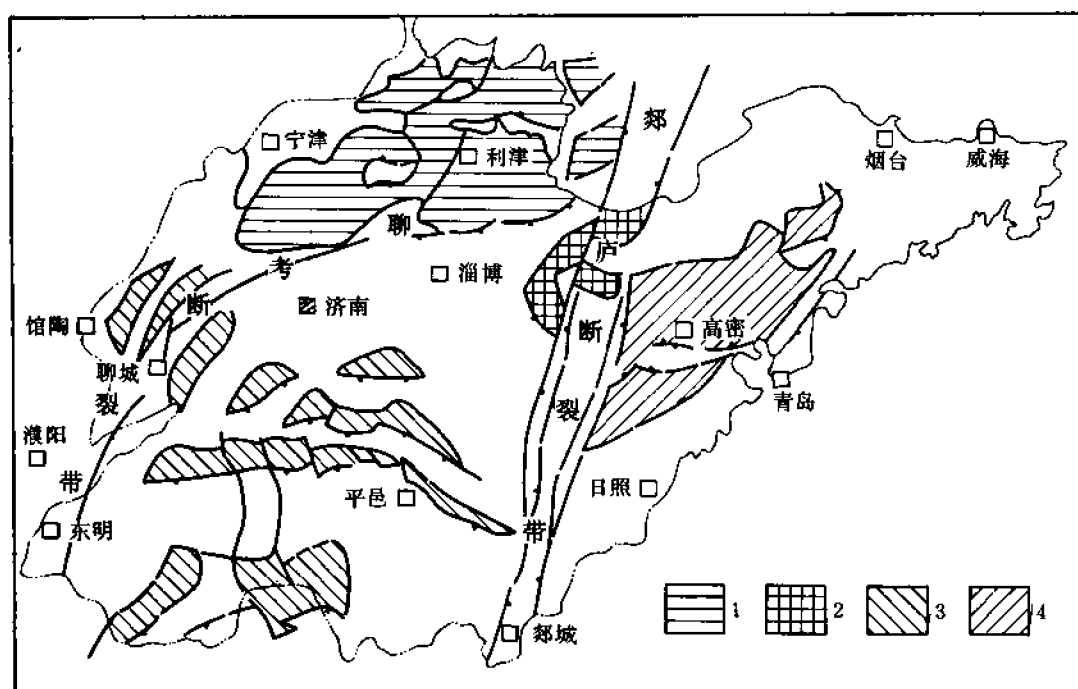 郯
宁津
利津
烟台
威海
聊
庐
考
淄博
断
济南
馆陶
断
高密
聊城
裂
裂
青岛
濮阳
带
日照
平邑
东明
带
郯城
1
2
3
4